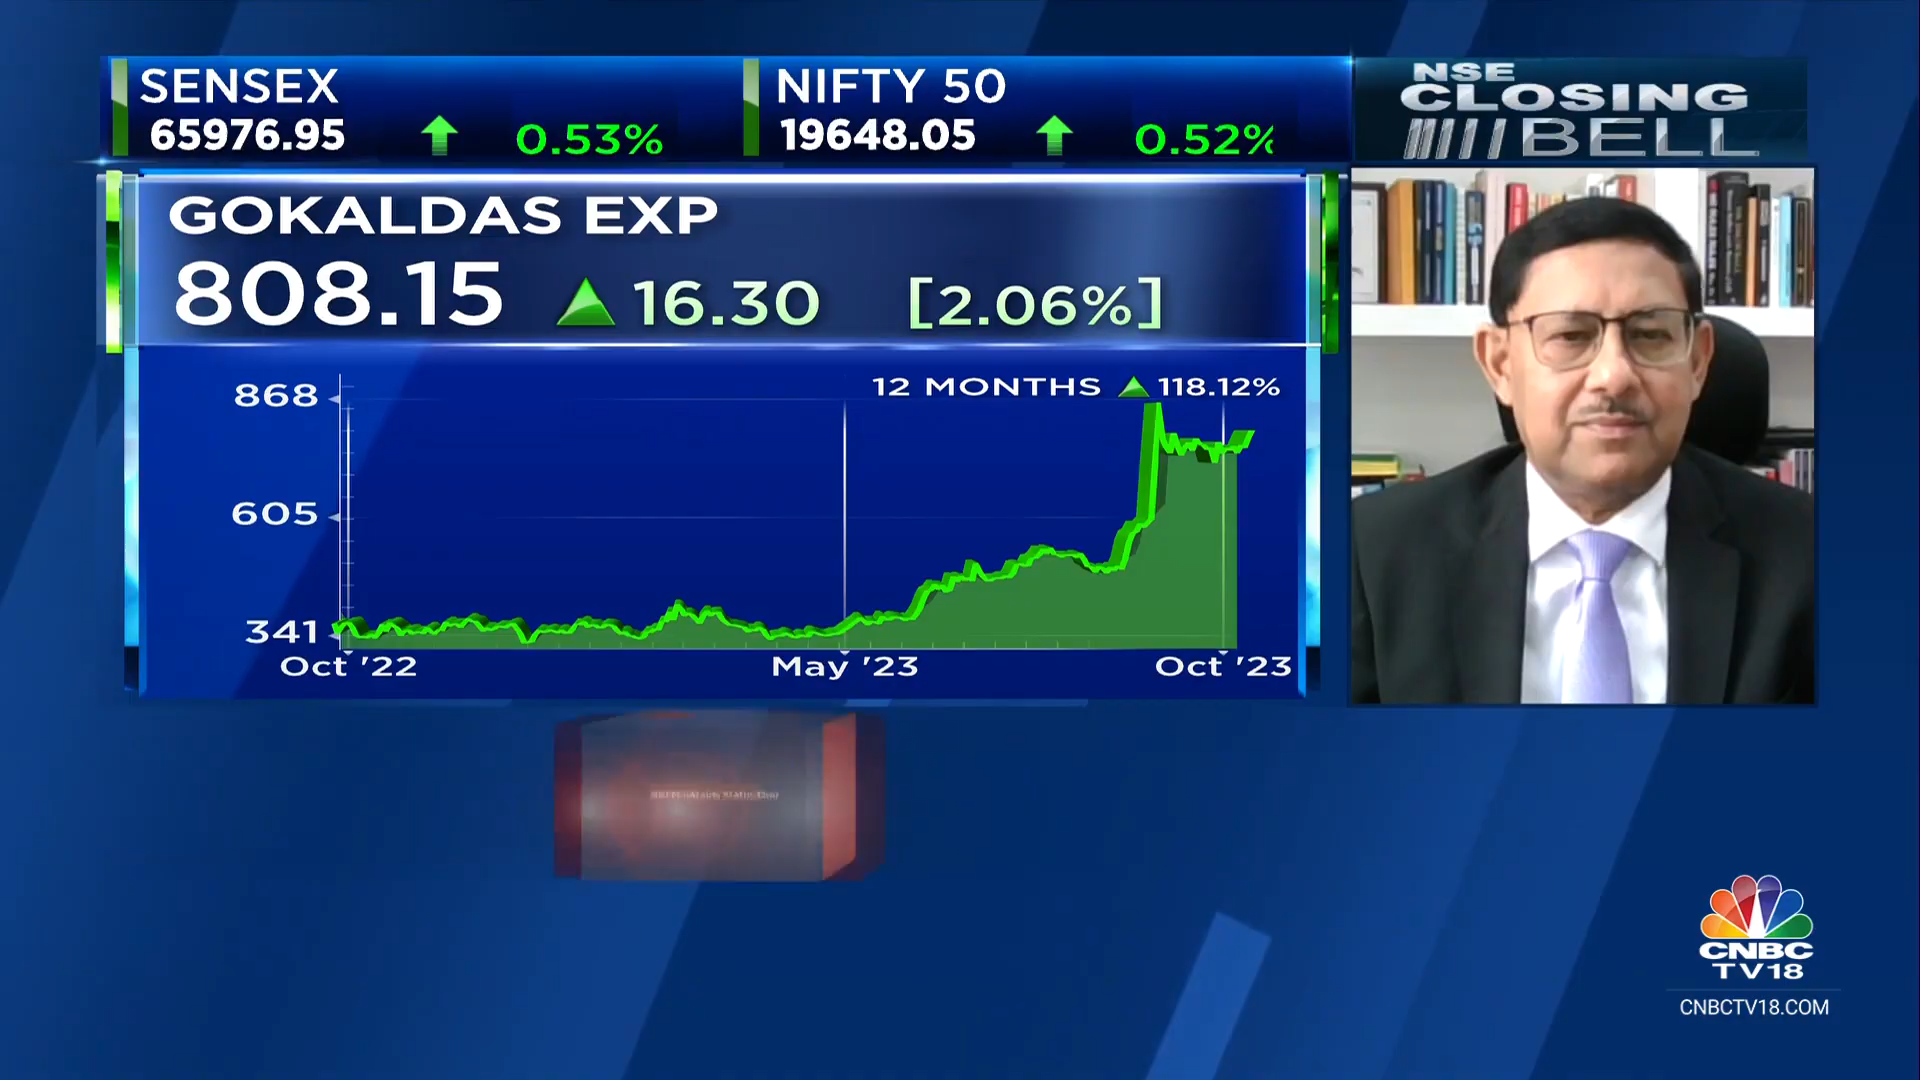 SENSEX
65976.95 0.53%
NIFTY 50
19648.05 0.52%
NSE
CLOSING
BELL
GOKALDAS EXP
808.15 16.30 [2.06%]
12 MONTHS 118.12%
868
605
341
Oct '22 May '23 Oct '23
CNBC
TV18
CNBCTV18.COM